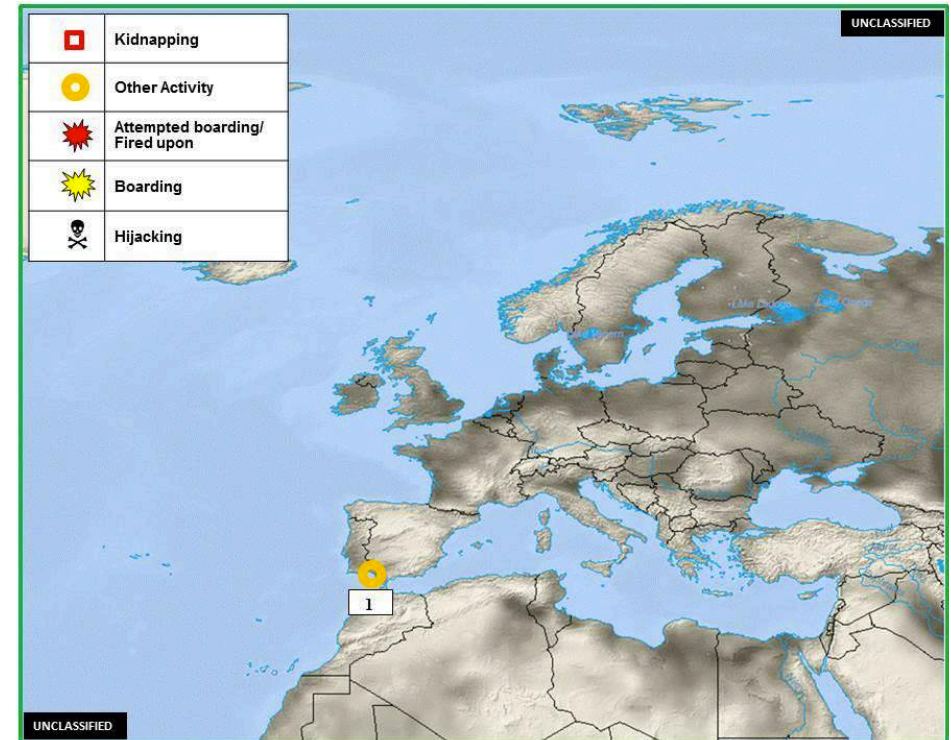 UNCLASSIFIED
Kidnapping
Other Activity
Attempted boarding/
Fired upon
Boarding
Hijacking
1
UNCLASSIFIED